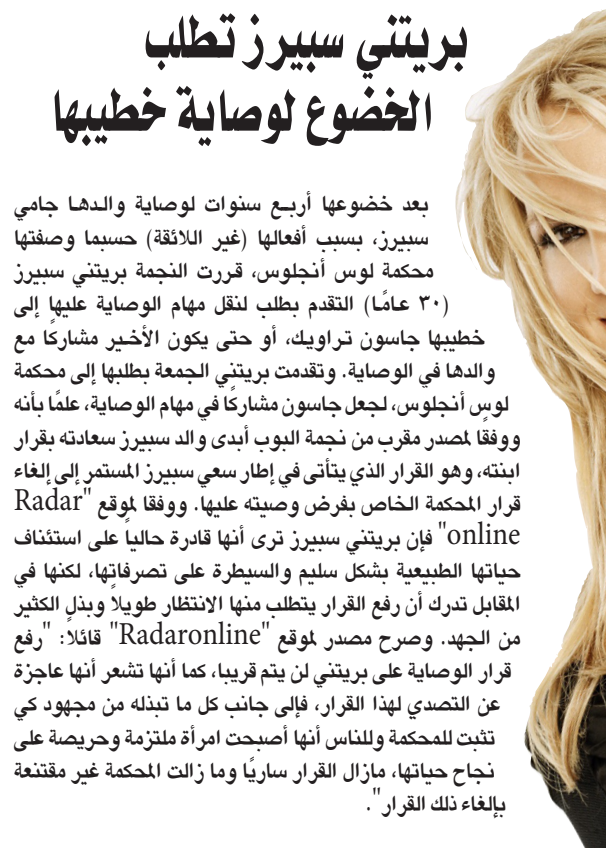 بريتني سبيرز تطلب
الخضوع لوصاية خطيبها
بعد خضوعها أربع سنوات لوصاية والدها جامي
سبيرز، بسبب أفعالها (غير اللائقة) حسبما وصفتها
محكمة لوس أنجلوس، قررت النجمة بريتني سبيرز
(٣٠ عامًا) التقدم بطلب لنقل مهام الوصاية عليها إلى
خطيبها جاسون تراويك، أو حتى يكون الأخير مشاركًا مع
والدها في الوصاية. وتقدمت بريتني الجمعة بطلبها إلى محكمة
لوس أنجلوس، لجعل جاسون مشاركًا في مهام الوصاية، علمًا بأنه
ووفقًا لمصدر مقرب من نجمة البوب أبدى والد سبيرز سعادته بقرار
ابنته، وهو القرار الذي يتأتى في إطار سعي سبيرز المستمر إلى إلغاء
قرار المحكمة الخاص بفرض وصيته عليها. ووفقا لموقع "Radar
online" فإن بريتني سبيرز ترى أنها قادرة حالياً على استئناف
حياتها الطبيعية بشكل سليم والسيطرة على تصرفاتها، لكنها في
المقابل تدرك أن رفع القرار يتطلب منها الانتظار طويلاً وبذل الكثير
من الجهد. وصرح مصدر لموقع "Radaronline" قائلا: "رفع
قرار الوصاية على بريتني لن يتم قريبا، كما أنها تشعر أنها عاجزة
عن التصدي لهذا القرار، فإلى جانب كل ما تبذله من مجهود كي
تثبت للمحكمة وللناس أنها أصبحت امرأة ملتزمة وحريصة على
نجاح حياتها، مازال القرار ساريًا وما زالت المحكمة غير مقتنعة
بإلغاء ذلك القرار".